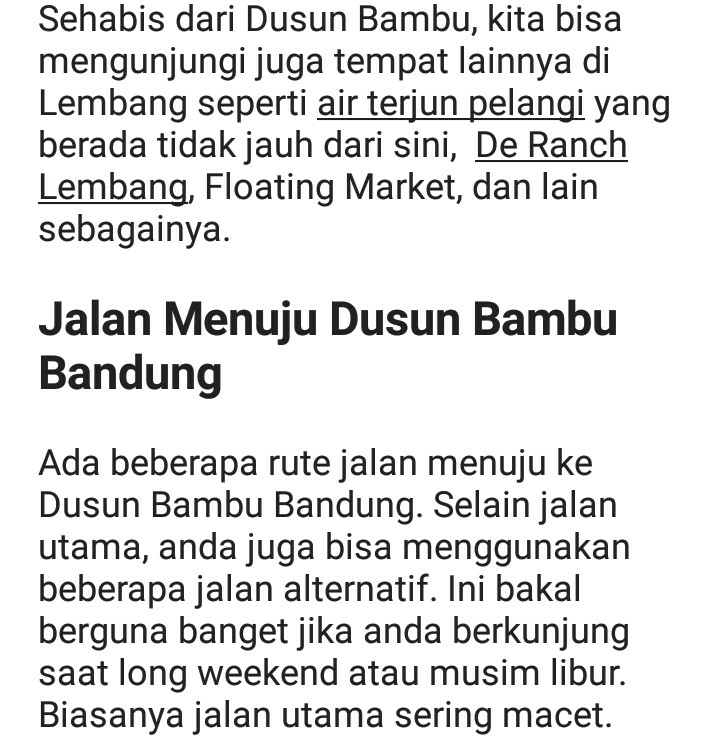 Sehabis dari Dusun Bambu, kita bisa
mengunjungi juga tempat lainnya di
Lembang seperti air terjun pelangi yang
berada tidak jauh dari sini, De Ranch
Lembang, Floating Market, dan lain
sebagainya.
Jalan Menuju Dusun Bambu
Bandung
Ada beberapa rute jalan menuju ke
Dusun Bambu Bandung. Selain jalan
utama, anda juga bisa menggunakan
beberapa jalan alternatif. Ini bakal
berguna banget jika anda berkunjung
saat long weekend atau musim libur.
Biasanya jalan utama sering macet.